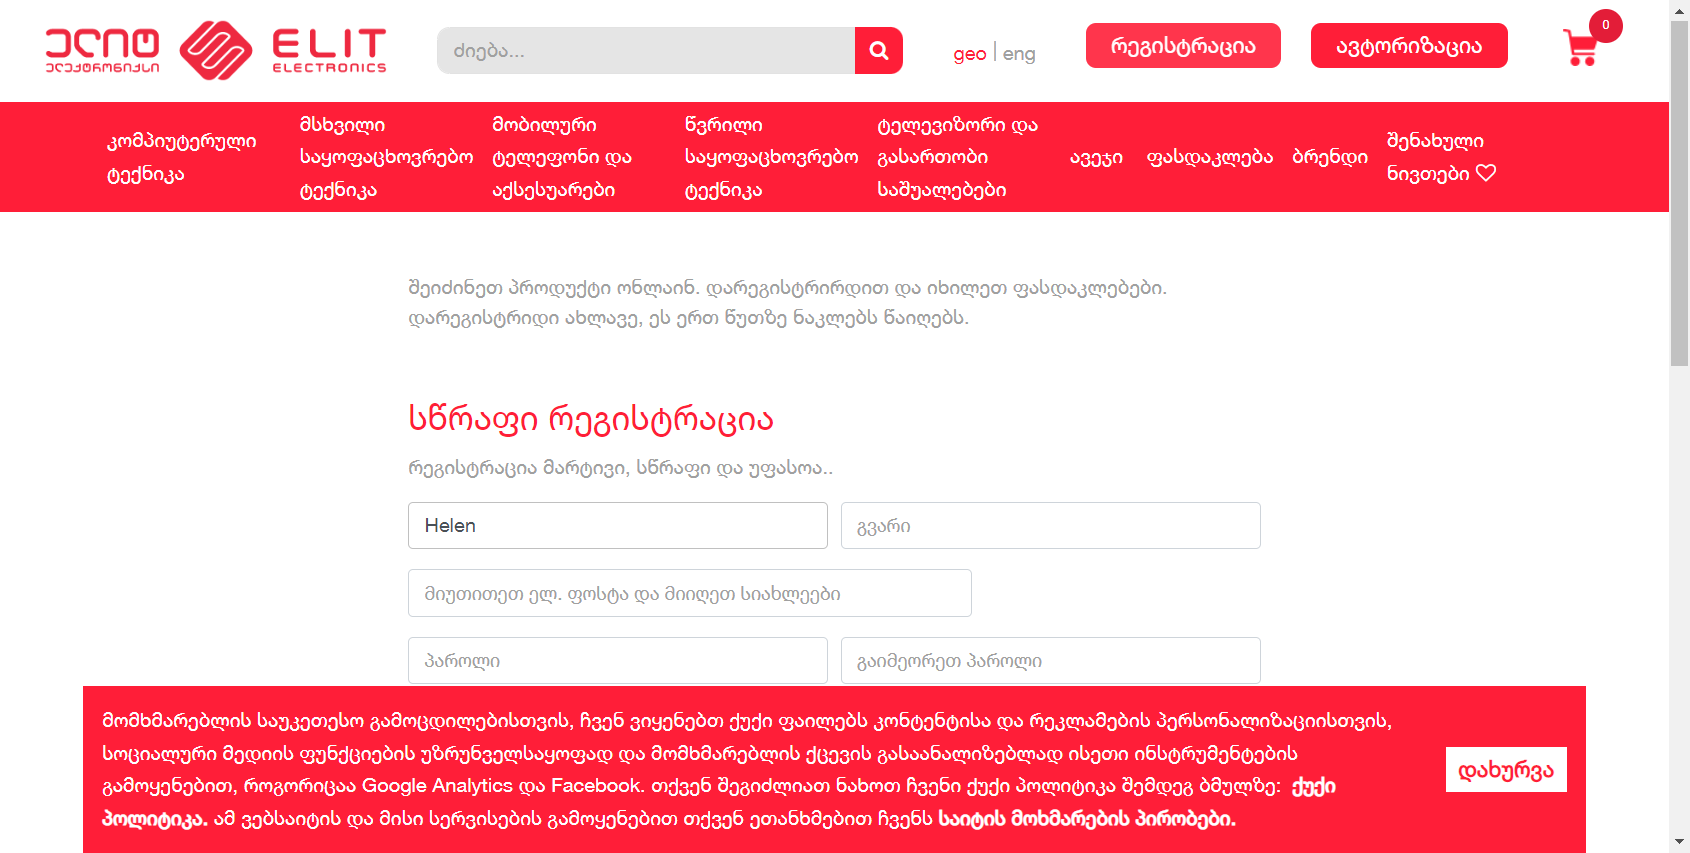 ელიტ
ელექტრონიქსი
ELIT
ELECTRONICS
ძიება...
geo | eng
რეგისტრაცია
ავტორიზაცია
0
კომპიუტერული
ტექნიკა
მსხვილი
საყოფაცხოვრებო
ტექნიკა
მობილური
ტელეფონი და
აქსესუარები
წვრილი
საყოფაცხოვრებო
ტექნიკა
ტელევიზორი და
გასართობი
საშუალებები
ავეჯი
ფასდაკლება
ბრენდი
შენახული
ნივთები
შეიძინეთ პროდუქტი ონლაინ. დარეგისტრირდით და იხილეთ ფასდაკლებები.
დარეგისტრიდი ახლავე, ეს ერთ წუთზე ნაკლებს წაიღებს.
სწრაფი რეგისტრაცია
რეგისტრაცია მარტივი, სწრაფი და უფასოა..
Helen
გვარი
მიუთითეთ ელ. ფოსტა და მიიღეთ სიახლეები
პაროლი
გაიმეორეთ პაროლი
მომხმარებლის საუკეთესო გამოცდილებისთვის, ჩვენ ვიყენებთ ქუქი ფაილებს კონტენტისა და რეკლამების პერსონალიზაციისთვის,
სოციალური მედიის ფუნქციების უზრუნველსაყოფად და მომხმარებლის ქცევის გასაანალიზებლად ისეთი ინსტრუმენტების
გამოყენებით, როგორიცაა Google Analytics და Facebook. თქვენ შეგიძლიათ ნახოთ ჩვენი ქუქი პოლიტიკა შემდეგ ბმულზე: ქუქი
პოლიტიკა. ამ ვებსაიტის და მისი სერვისების გამოყენებით თქვენ ეთანხმებით ჩვენს საიტის მოხმარების პირობები.
დახურვა